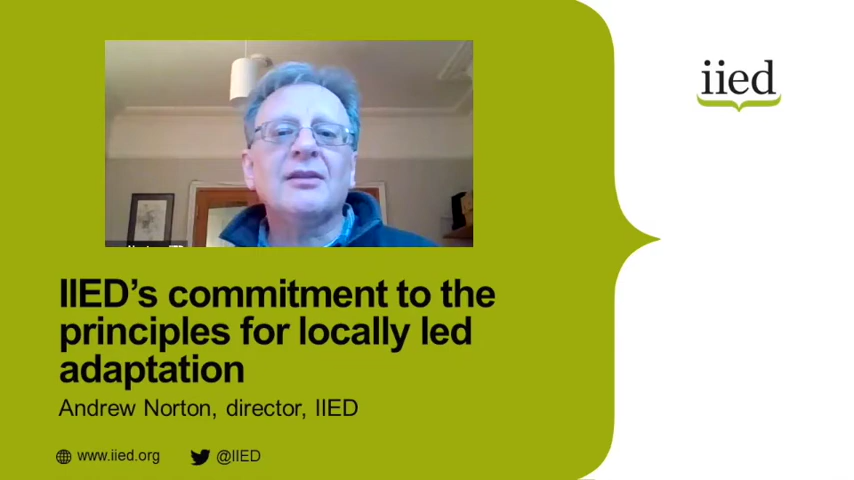 iied
IIED's commitment to the
principles for locally led
adaptation
Andrew Norton, director, IIED
www.iied.org @IIED